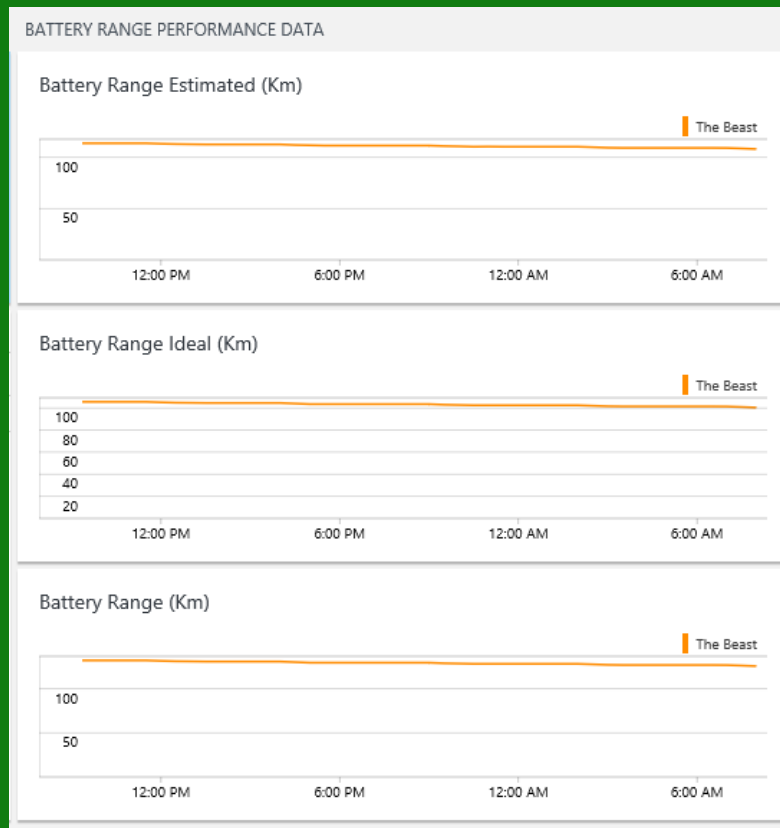 BATTERY RANGE PERFORMANCE DATA
Battery Range Estimated (Km)
The Beast
100
50
12:00 PM 6:00 PM 12:00 AM 6:00 AM
Battery Range Ideal (Km)
The Beast
100
80
60
40
20
12:00 PM 6:00 PM 12:00 AM 6:00 AM
Battery Range (Km)
The Beast
100
50
12:00 PM 6:00 PM 12:00 AM 6:00 AM